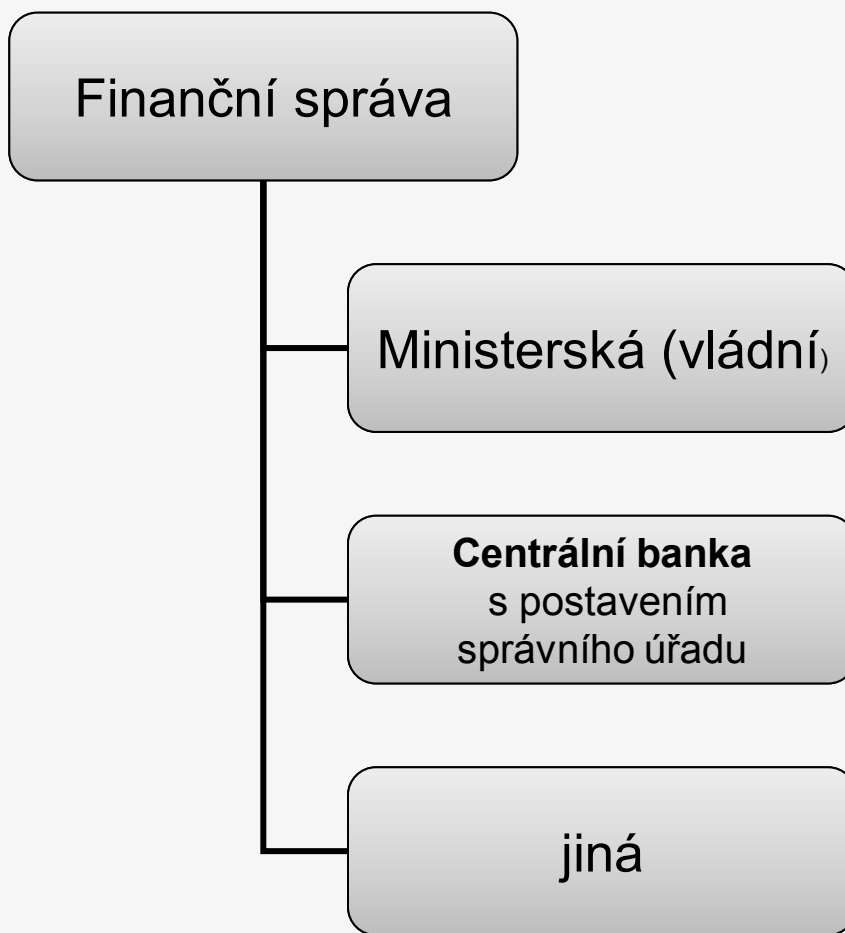 Finanční správa
Ministerská (vládní)
Centrální banka
s postavením
správního úřadu
jiná